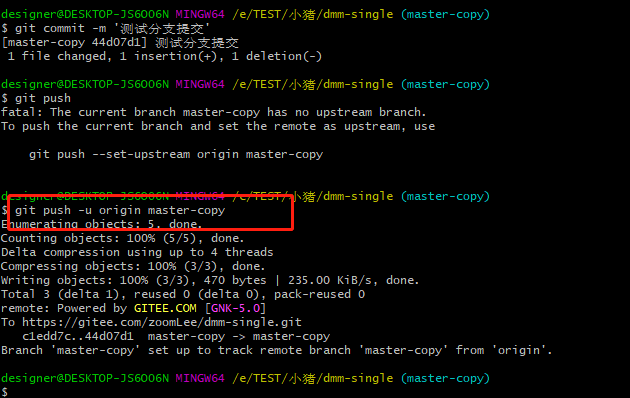 designer@DESKTOP-JS6OO6N MINGW64 /e/TEST/小猪/dmm-single (master-copy)
$ git commit -m '测试分支提交'
[master-copy 44d07d1] 测试分支提交
 1 file changed, 1 insertion(+), 1 deletion(-)
designer@DESKTOP-JS6OO6N MINGW64 /e/TEST/小猪/dmm-single (master-copy)
$ git push
fatal: The current branch master-copy has no upstream branch.
To push the current branch and set the remote as upstream, use
    git push --set-upstream origin master-copy
designer@DESKTOP-JS6OO6N MINGW64 /e/TEST/小猪/dmm-single (master-copy)
$ git push -u origin master-copy
Enumerating objects: 5, done.
Counting objects: 100% (5/5), done.
Delta compression using up to 4 threads
Compressing objects: 100% (3/3), done.
Writing objects: 100% (3/3), 470 bytes | 235.00 KiB/s, done.
Total 3 (delta 1), reused 0 (delta 0), pack-reused 0
remote: Powered by GITEE.COM [GNK-5.0]
To https://gitee.com/zoomLee/dmm-single.git
   c1edd7c..44d07d1  master-copy -> master-copy
Branch 'master-copy' set up to track remote branch 'master-copy' from 'origin'.
designer@DESKTOP-JS6OO6N MINGW64 /e/TEST/小猪/dmm-single (master-copy)
$